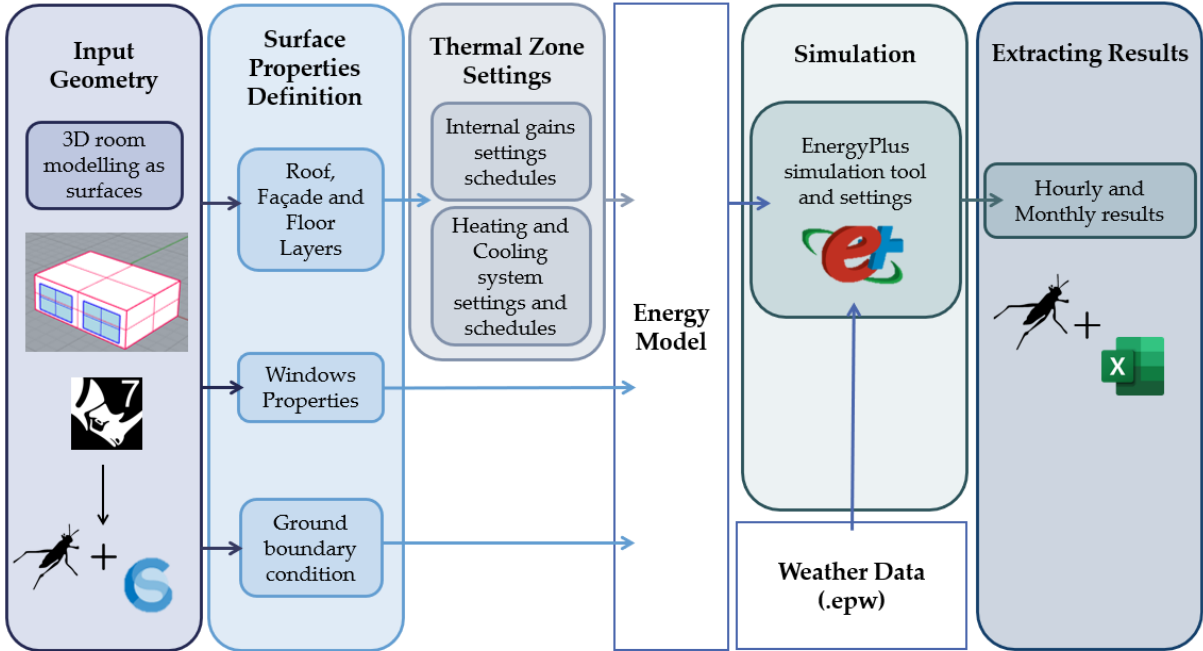 Input
Geometry
3D room
modelling as
surfaces
7
+
Surface
Properties
Definition
Roof,
Façade and
Floor
Layers
Windows
Properties
Ground
boundary
condition
Thermal Zone
Settings
Internal gains
settings
schedules
Heating and
Cooling
system
settings and
schedules
Energy
Model
Simulation
EnergyPlus
simulation tool
and settings
e+
Weather Data
(.epw)
Extracting Results
Hourly and
Monthly results
+
X